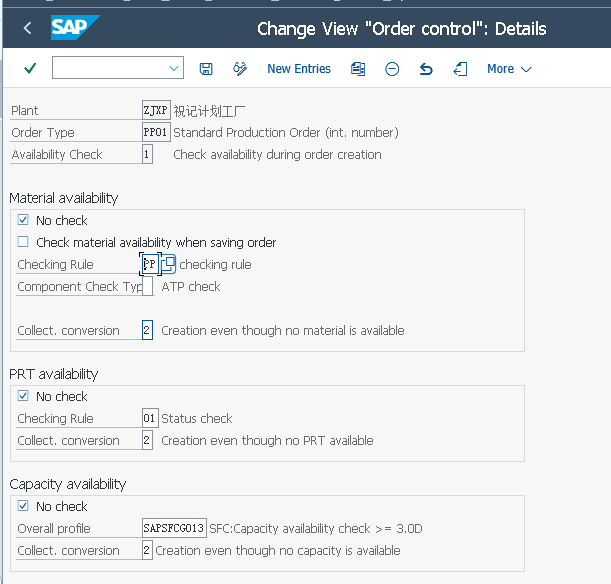 SAP Change View "Order control": Details
New Entries More
Plant ZJXP 祝记计划工厂
Order Type PP01 Standard Production Order (int. number)
Availability Check 1 Check availability during order creation
Material availability
No check
Check material availability when saving order
Checking Rule PP checking rule
Component Check Typ ATP check
Collect. conversion 2 Creation even though no material is available
PRT availability
No check
Checking Rule 01 Status check
Collect. conversion 2 Creation even though no PRT available
Capacity availability
No check
Overall profile SAPSFCG013 SFC:Capacity availability check >= 3.0D
Collect. conversion 2 Creation even though no capacity is available